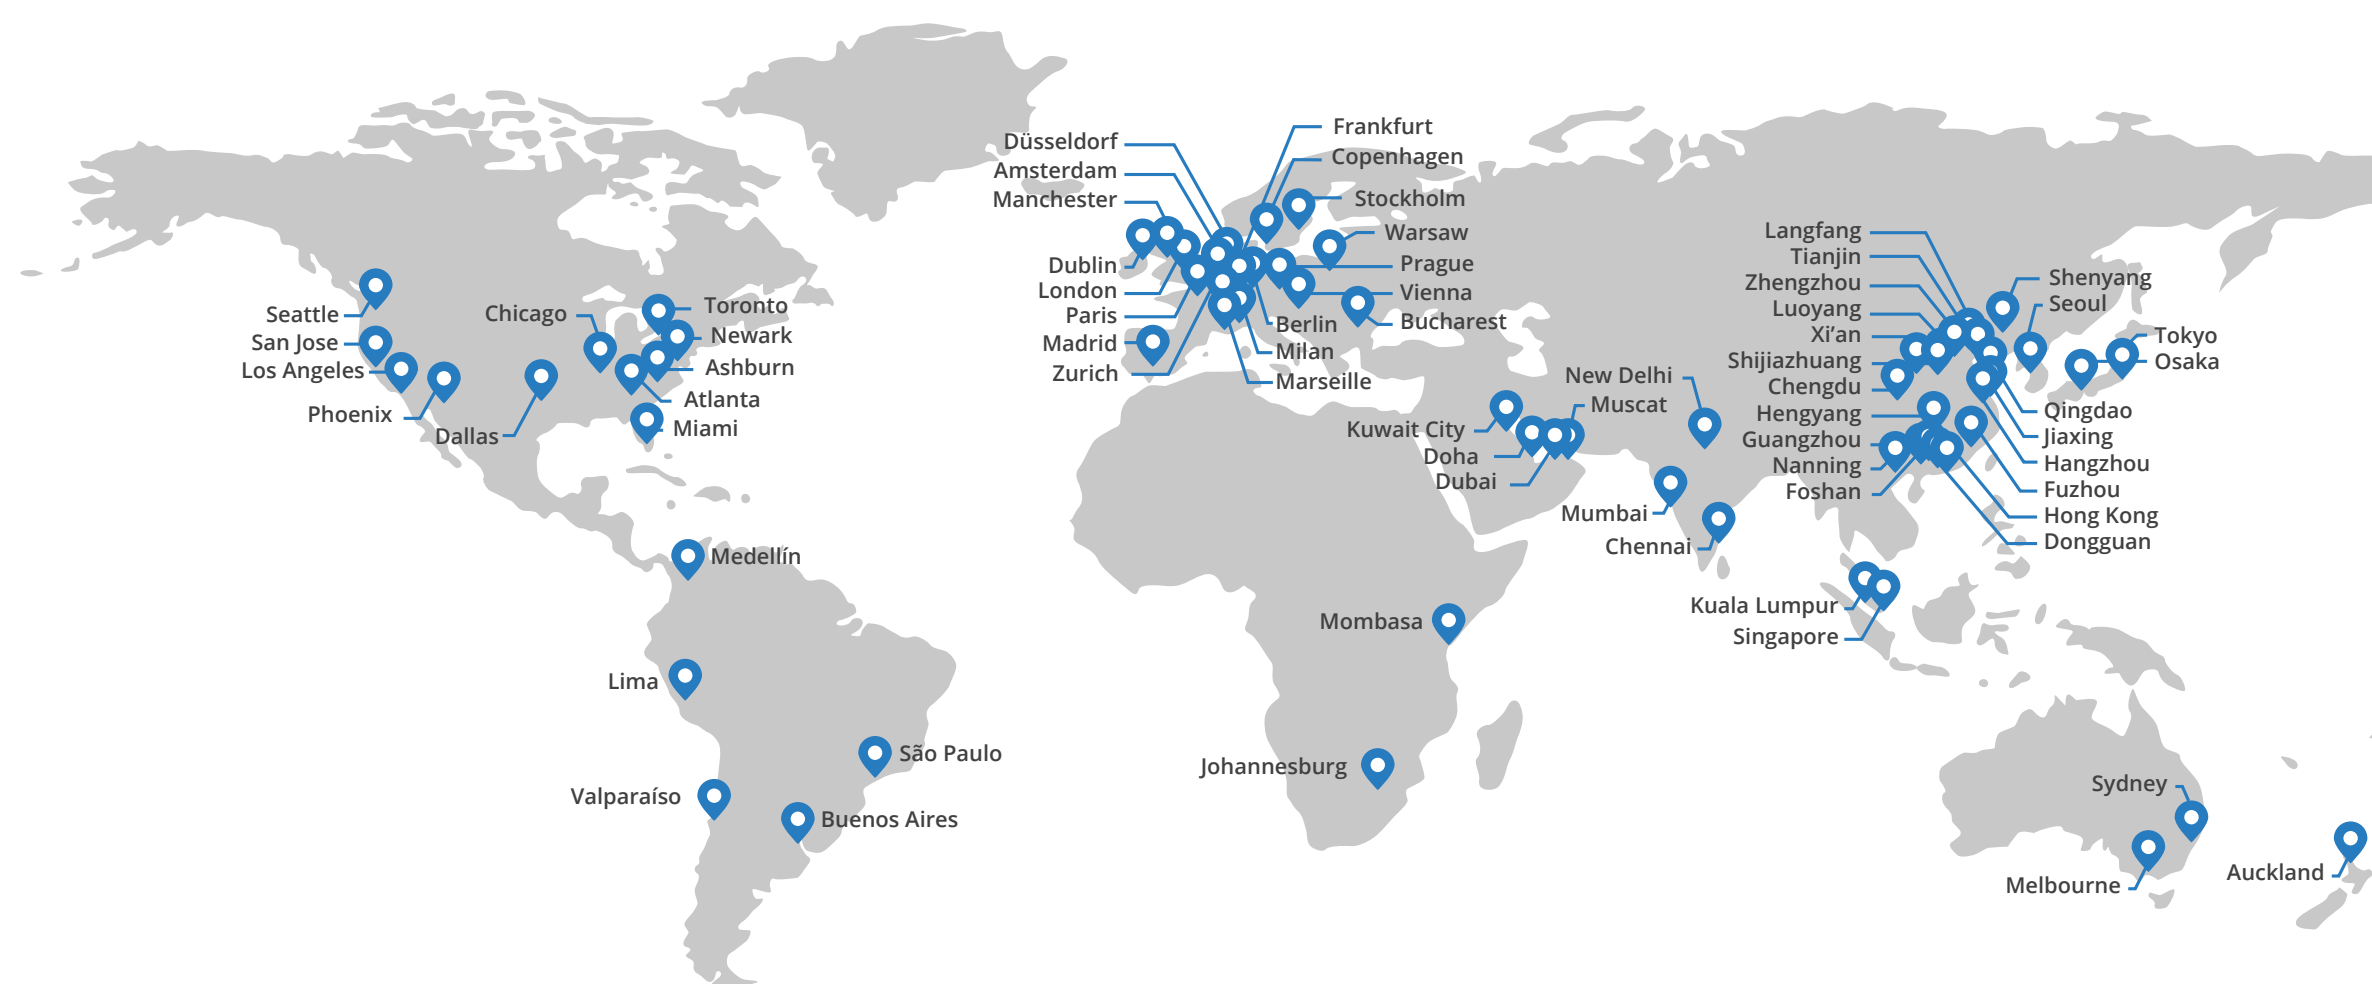 Seattle
San Jose
Los Angeles
Phoenix
Dallas
Chicago
Toronto
Newark
Ashburn
Atlanta
Miami
Medellín
Lima
São Paulo
Valparaíso
Buenos Aires
Düsseldorf
Amsterdam
Manchester
Dublin
London
Paris
Madrid
Zurich
Frankfurt
Copenhagen
Stockholm
Warsaw
Prague
Vienna
Bucharest
Berlin
Milan
Marseille
New Delhi
Muscat
Kuwait City
Doha
Dubai
Mumbai
Chennai
Mombasa
Johannesburg
Langfang
Tianjin
Zhengzhou
Luoyang
Xi’an
Shijiazhuang
Chengdu
Hengyang
Guangzhou
Nanning
Foshan
Shenyang
Seoul
Tokyo
Osaka
Qingdao
Jiaxing
Hangzhou
Fuzhou
Hong Kong
Dongguan
Kuala Lumpur
Singapore
Sydney
Melbourne
Auckland